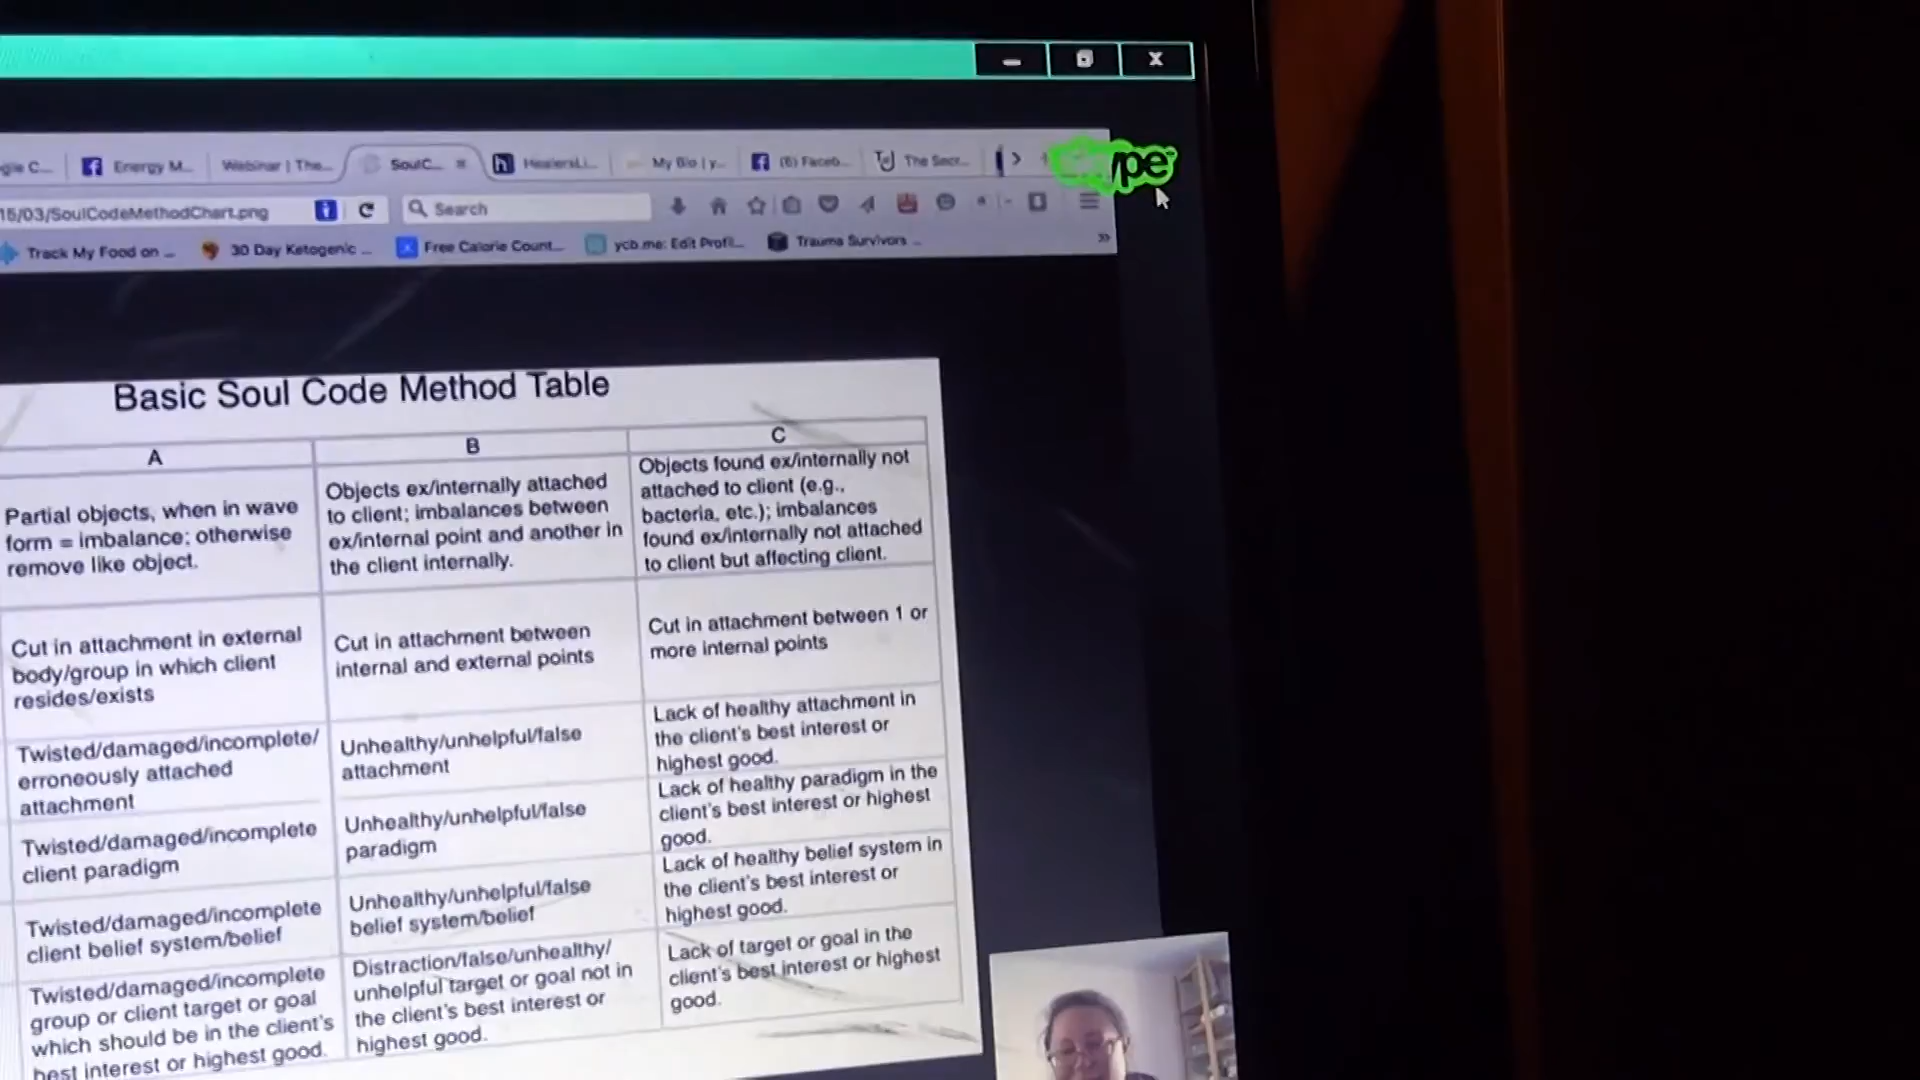 Energy M...
Webinar | The...
SoulC...
HealersLi...
My Bio | y...
(6) Faceb...
The Secr...
ype
15/03/SoulCodeMethodChart.png
Search
Track My Food on ...
30 Day Ketogenic ...
Free Calorie Count...
ycb.me: Edit Profil...
Trauma Survivors ...
Basic Soul Code Method Table
A
B
C
Partial objects, when in wave
form = imbalance; otherwise
remove like object.
Objects ex/internally attached
to client; imbalances between
ex/internal point and another in
the client internally.
Objects found ex/internally not
attached to client (e.g.,
bacteria, etc.); imbalances
found ex/internally not attached
to client but affecting client.
Cut in attachment in external
body/group in which client
resides/exists
Cut in attachment between
internal and external points
Cut in attachment between 1 or
more internal points
Twisted/damaged/incomplete/
erroneously attached
attachment
Unhealthy/unhelpful/false
attachment
Lack of healthy attachment in
the client's best interest or
highest good.
Twisted/damaged/incomplete
client paradigm
Unhealthy/unhelpful/false
paradigm
Lack of healthy paradigm in the
client's best interest or highest
good.
Twisted/damaged/incomplete
client belief system/belief
Unhealthy/unhelpful/false
belief system/belief
Lack of healthy belief system in
the client's best interest or
highest good.
Twisted/damaged/incomplete
group or client target or goal
which should be in the client's
best interest or highest good.
Distraction/false/unhealthy/
unhelpful target or goal not in
the client's best interest or
highest good.
Lack of target or goal in the
client's best interest or highest
good.